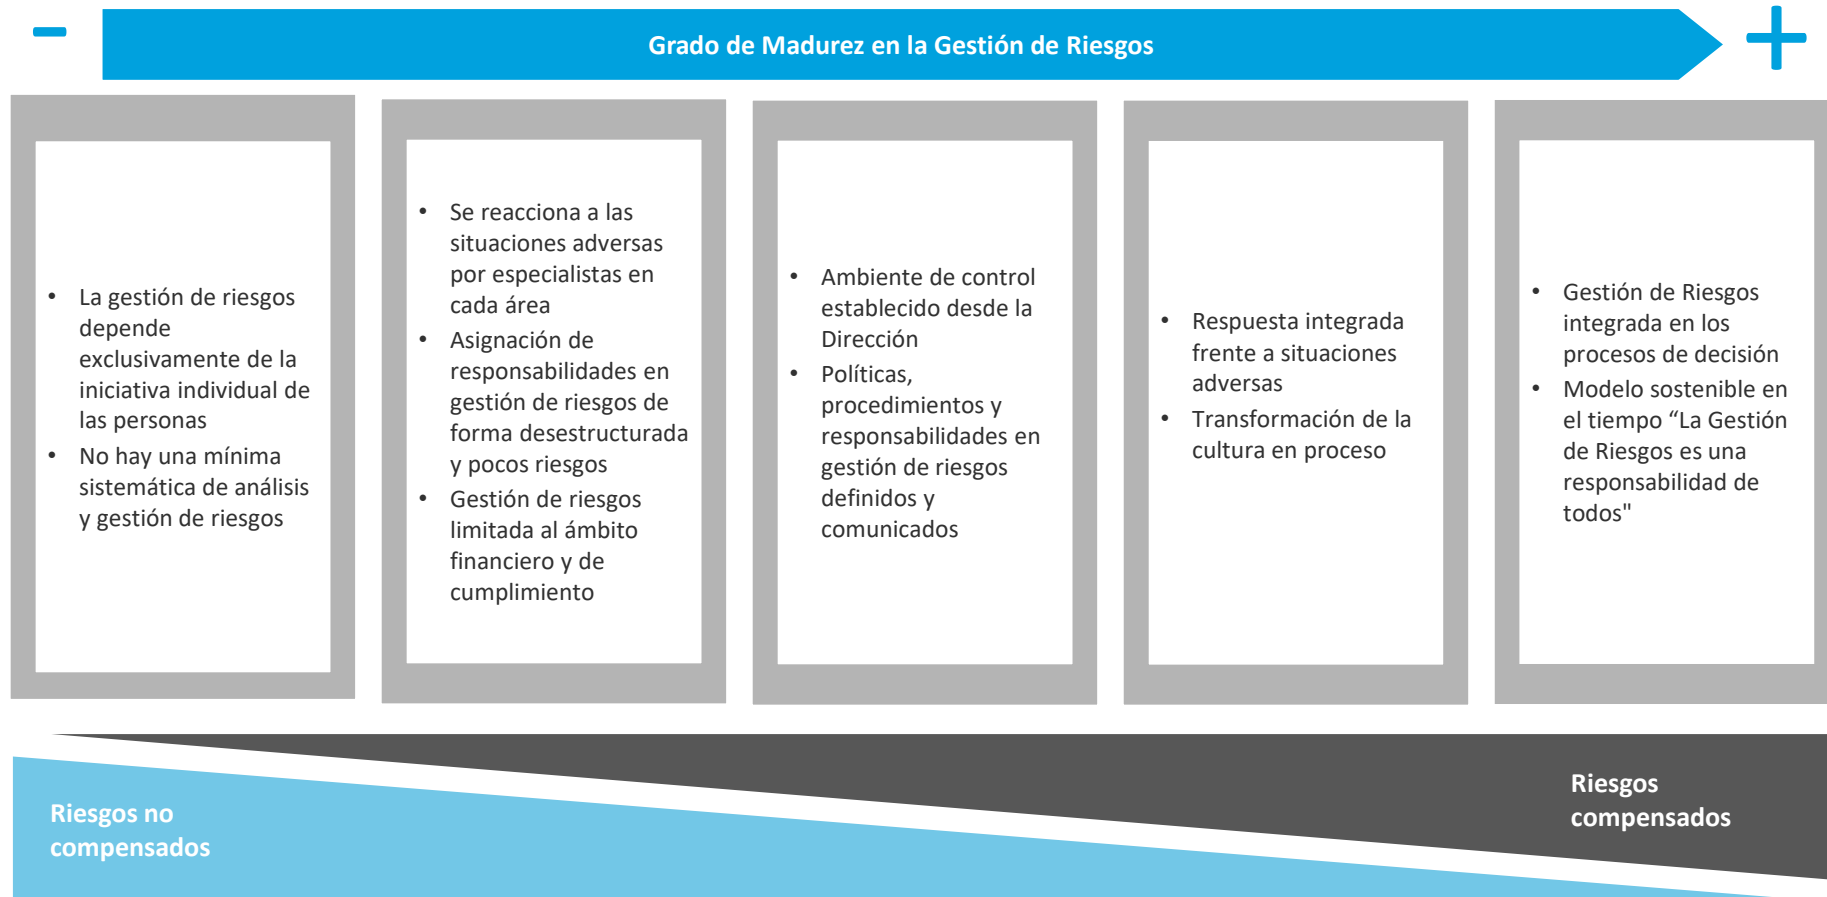 -
Grado de Madurez en la Gestión de Riesgos
+
• La gestión de riesgos
depende
exclusivamente de la
iniciativa individual de
las personas
• No hay una mínima
sistemática de análisis
y gestión de riesgos
• Se reacciona a las
situaciones adversas
por especialistas en
cada área
• Asignación de
responsabilidades en
gestión de riesgos de
forma desestructurada
y pocos riesgos
• Gestión de riesgos
limitada al ámbito
financiero y de
cumplimiento
• Ambiente de control
establecido desde la
Dirección
• Políticas,
procedimientos y
responsabilidades en
gestión de riesgos
definidos y
comunicados
• Respuesta integrada
frente a situaciones
adversas
• Transformación de la
cultura en proceso
• Gestión de Riesgos
integrada en los
procesos de decisión
• Modelo sostenible en
el tiempo “La Gestión
de Riesgos es una
responsabilidad de
todos"
Riesgos no
compensados
Riesgos
compensados